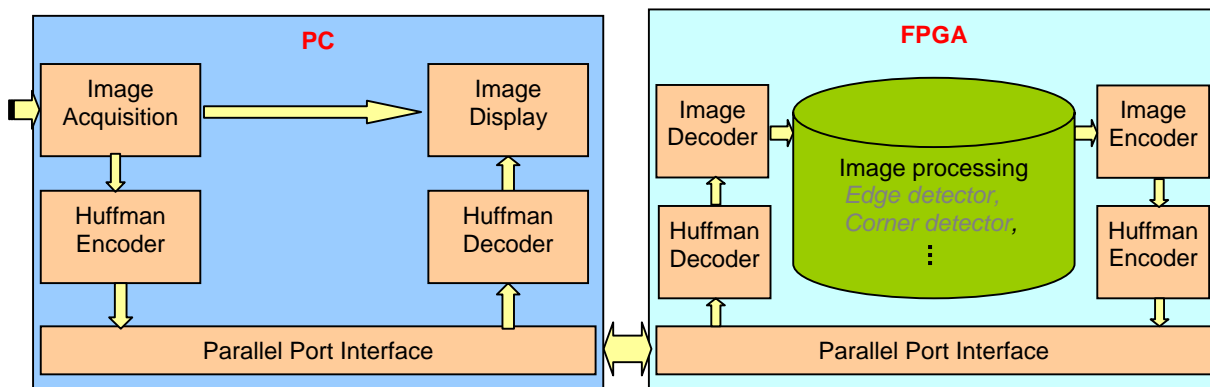 PC
Image
Acquisition
Image
Display
Huffman
Encoder
Huffman
Decoder
Parallel Port Interface
FPGA
Image
Decoder
Image processing
Edge detector,
Corner detector,
⋮
Image
Encoder
Huffman
Decoder
Huffman
Encoder
Parallel Port Interface